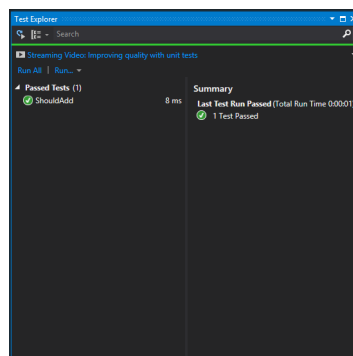 Test Explorer
Search
Streaming Video: Improving quality with unit tests
Run All | Run...
Passed Tests (1)
ShouldAdd 8 ms
Summary
Last Test Run Passed (Total Run Time 0:00:01)
1 Test Passed